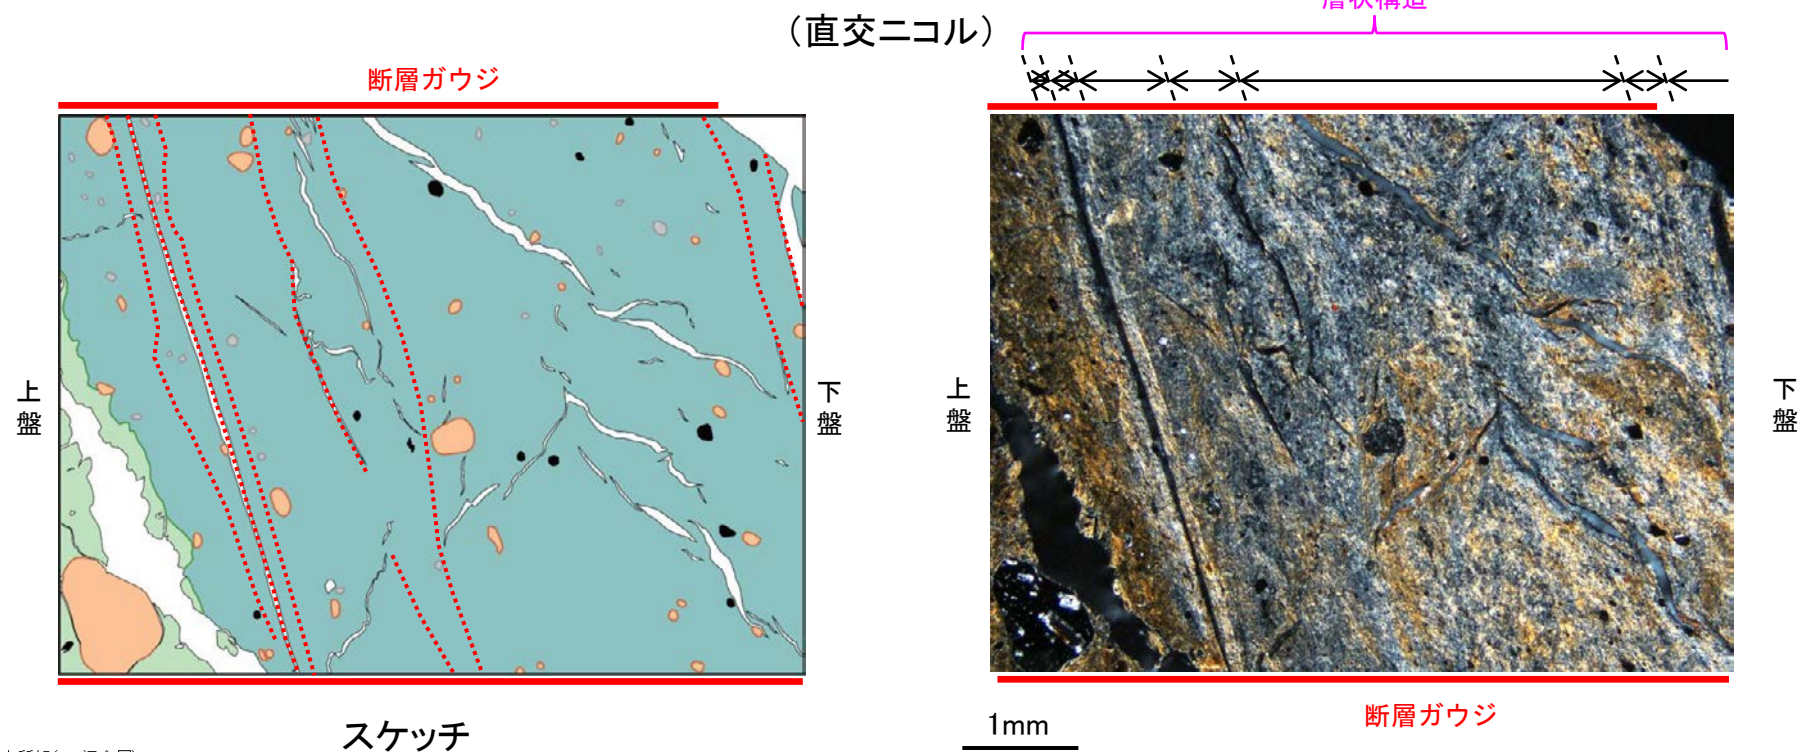 層状構造
（直交ニコル）
断層ガウジ
上盤
下盤
上盤
下盤
断層ガウジ
スケッチ
1mm